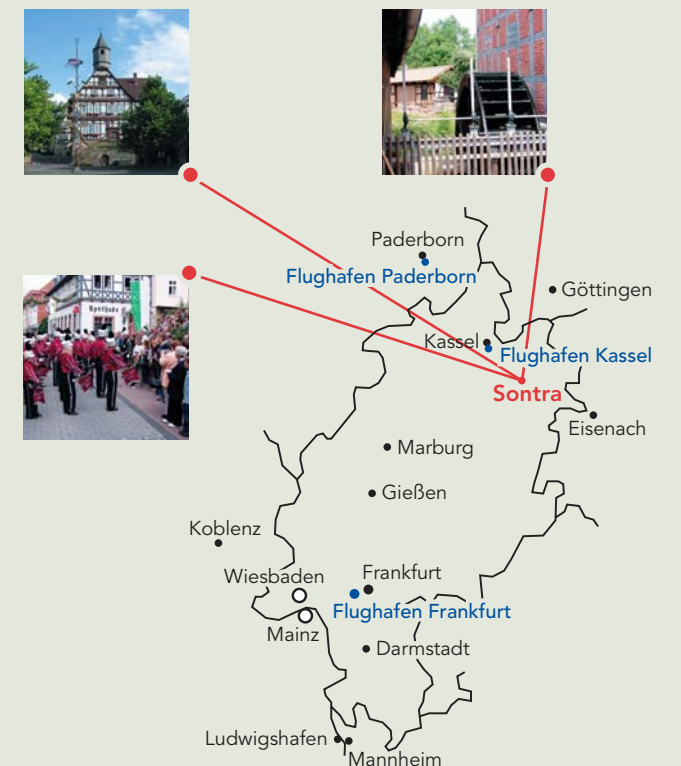 Paderborn
Flughafen Paderborn
Göttingen
Apotheke
Kassel
Flughafen Kassel
Sontra
Eisenach
Marburg
Gießen
Koblenz
Wiesbaden
Frankfurt
Flughafen Frankfurt
Mainz
Darmstadt
Ludwigshafen
Mannheim